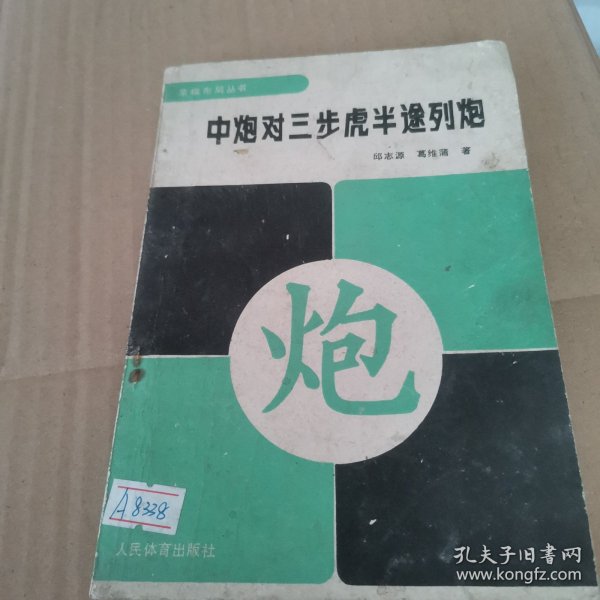 象棋布局丛书
中炮对三步虎半途列炮
邱志源 葛维蒲 著
炮
A8338
人民体育出版社
孔夫子旧书网
www.kongfz.com